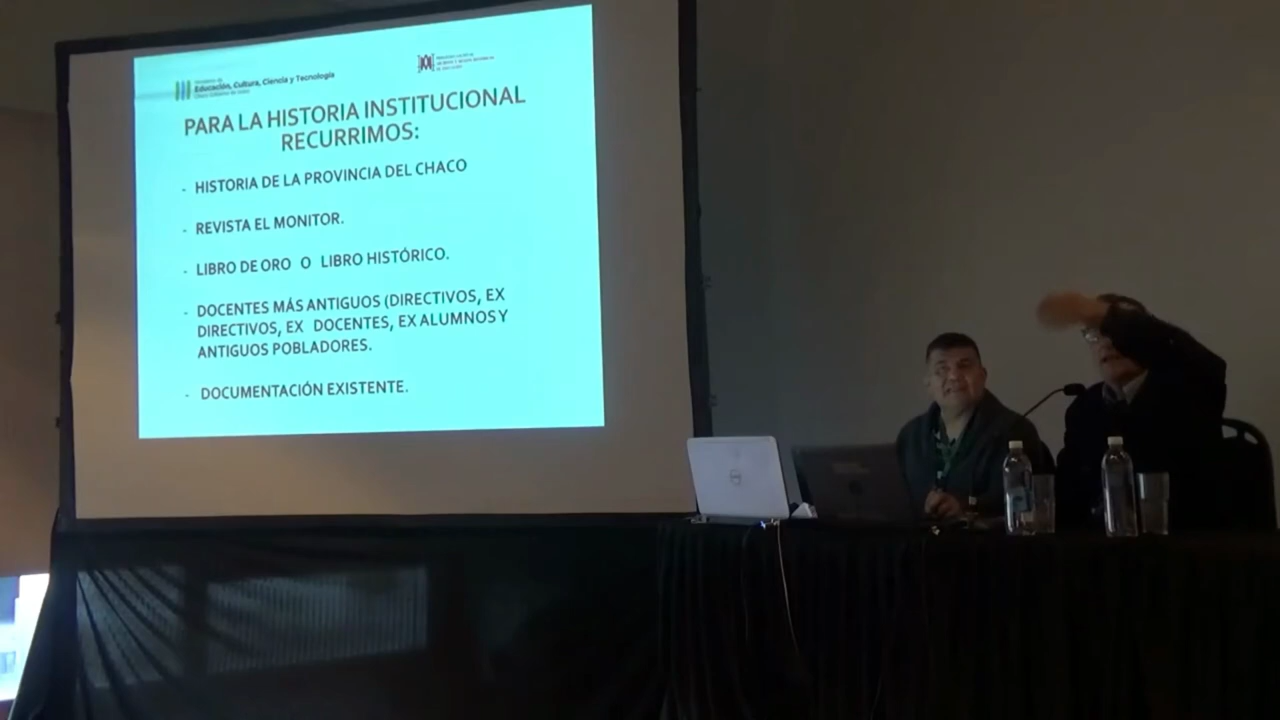 Educación, Cultura, Ciencia y Tecnología
PARA LA HISTORIA INSTITUCIONAL
RECURRIMOS:
- HISTORIA DE LA PROVINCIA DEL CHACO
- REVISTA EL MONITOR.
- LIBRO DE ORO O LIBRO HISTÓRICO.
- DOCENTES MÁS ANTIGUOS (DIRECTIVOS, EX
DIRECTIVOS, EX DOCENTES, EX ALUMNOS Y
ANTIGUOS POBLADORES.
- DOCUMENTACIÓN EXISTENTE.